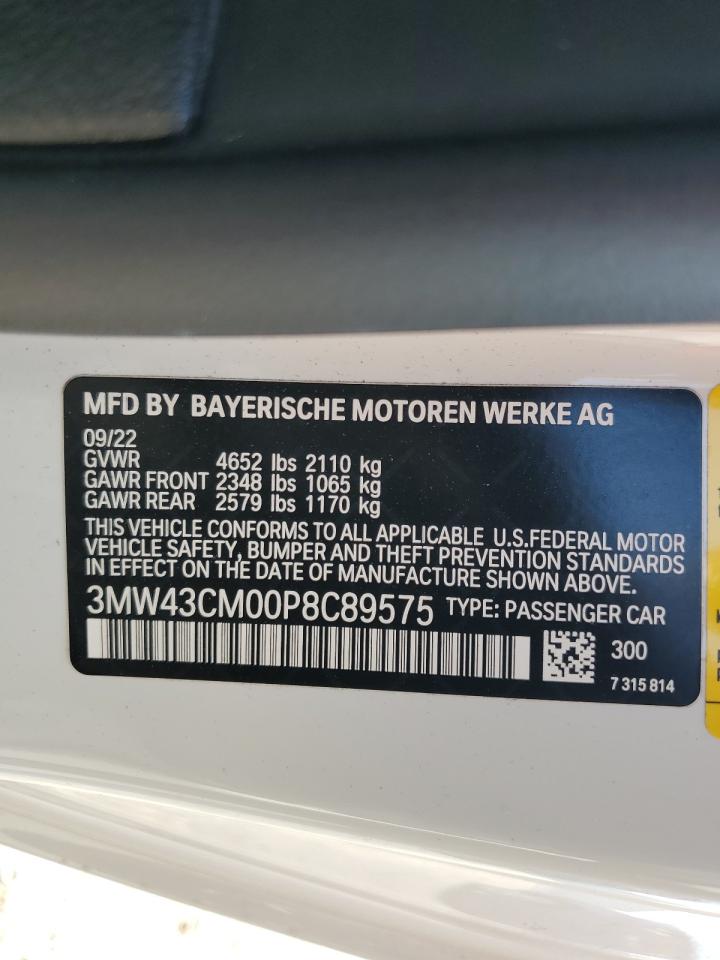 MFD BY BAYERISCHE MOTOREN WERKE AG
09/22
GVWR 4652 lbs 2110 kg
GAWR FRONT 2348 lbs 1065 kg
GAWR REAR 2579 lbs 1170 kg
THIS VEHICLE CONFORMS TO ALL APPLICABLE U.S.FEDERAL MOTOR
VEHICLE SAFETY, BUMPER AND THEFT PREVENTION STANDARDS
IN EFFECT ON THE DATE OF MANUFACTURE SHOWN ABOVE.
3MW43CM00P8C89575 TYPE: PASSENGER CAR
300
7 315 814